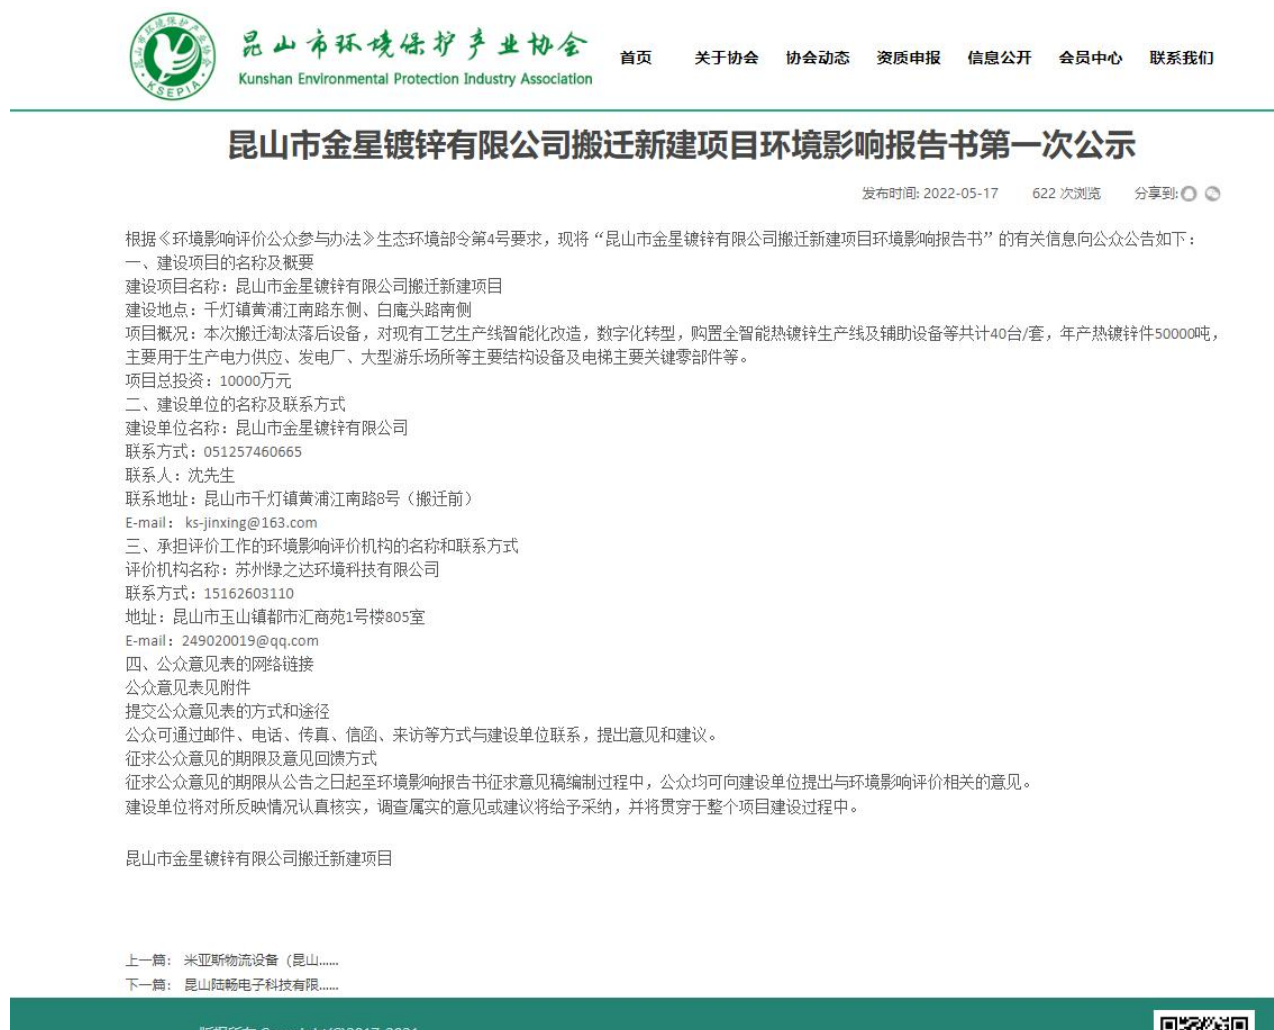 昆山市环境保护产业协会
Kunshan Environmental Protection Industry Association
KSEPIA
首页 关于协会 协会动态 资质申报 信息公开 会员中心 联系我们
昆山市金星镀锌有限公司搬迁新建项目环境影响报告书第一次公示
发布时间: 2022-05-17 622 次浏览 分享到:
根据《环境影响评价公众参与办法》生态环境部令第4号要求，现将“昆山市金星镀锌有限公司搬迁新建项目环境影响报告书”的有关信息向公众公告如下：
一、建设项目的名称及概要
建设项目名称：昆山市金星镀锌有限公司搬迁新建项目
建设地点：千灯镇黄浦江南路东侧、白庵头路南侧
项目概况：本次搬迁淘汰落后设备，对现有工艺生产线智能化改造，数字化转型，购置全智能热镀锌生产线及辅助设备等共计40台/套，年产热镀锌件50000吨，
主要用于生产电力供应、发电厂、大型游乐场所等主要结构设备及电梯主要关键零部件等。
项目总投资：10000万元
二、建设单位的名称及联系方式
建设单位名称：昆山市金星镀锌有限公司
联系方式：051257460665
联系人：沈先生
联系地址：昆山市千灯镇黄浦江南路8号（搬迁前）
E-mail： ks-jinxing@163.com
三、承担评价工作的环境影响评价机构的名称和联系方式
评价机构名称：苏州绿之达环境科技有限公司
联系方式：15162603110
地址：昆山市玉山镇都市汇商苑1号楼805室
E-mail：249020019@qq.com
四、公众意见表的网络链接
公众意见表见附件
提交公众意见表的方式和途径
公众可通过邮件、电话、传真、信函、来访等方式与建设单位联系，提出意见和建议。
征求公众意见的期限及意见回馈方式
征求公众意见的期限从公告之日起至环境影响报告书征求意见稿编制过程中，公众均可向建设单位提出与环境影响评价相关的意见。
建设单位将对所反映情况认真核实，调查属实的意见或建议将给予采纳，并将贯穿于整个项目建设过程中。
昆山市金星镀锌有限公司搬迁新建项目
上一篇： 米亚斯物流设备（昆山......
下一篇： 昆山陆畅电子科技有限......